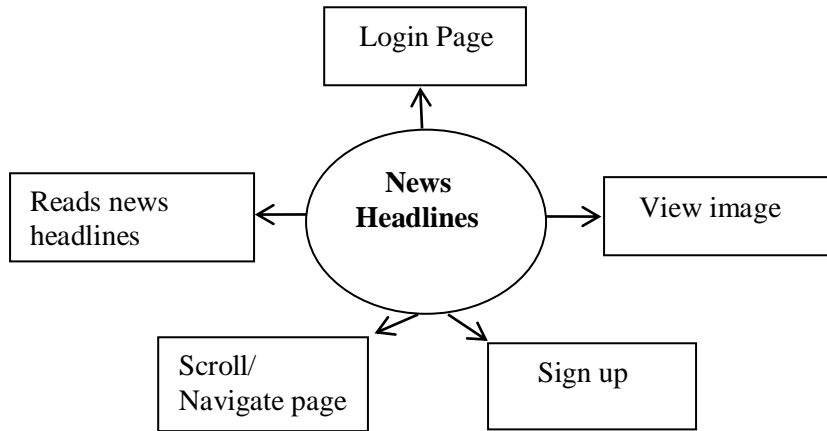 Login Page
News
Headlines
Reads news
headlines
View image
Scroll/
Navigate page
Sign up